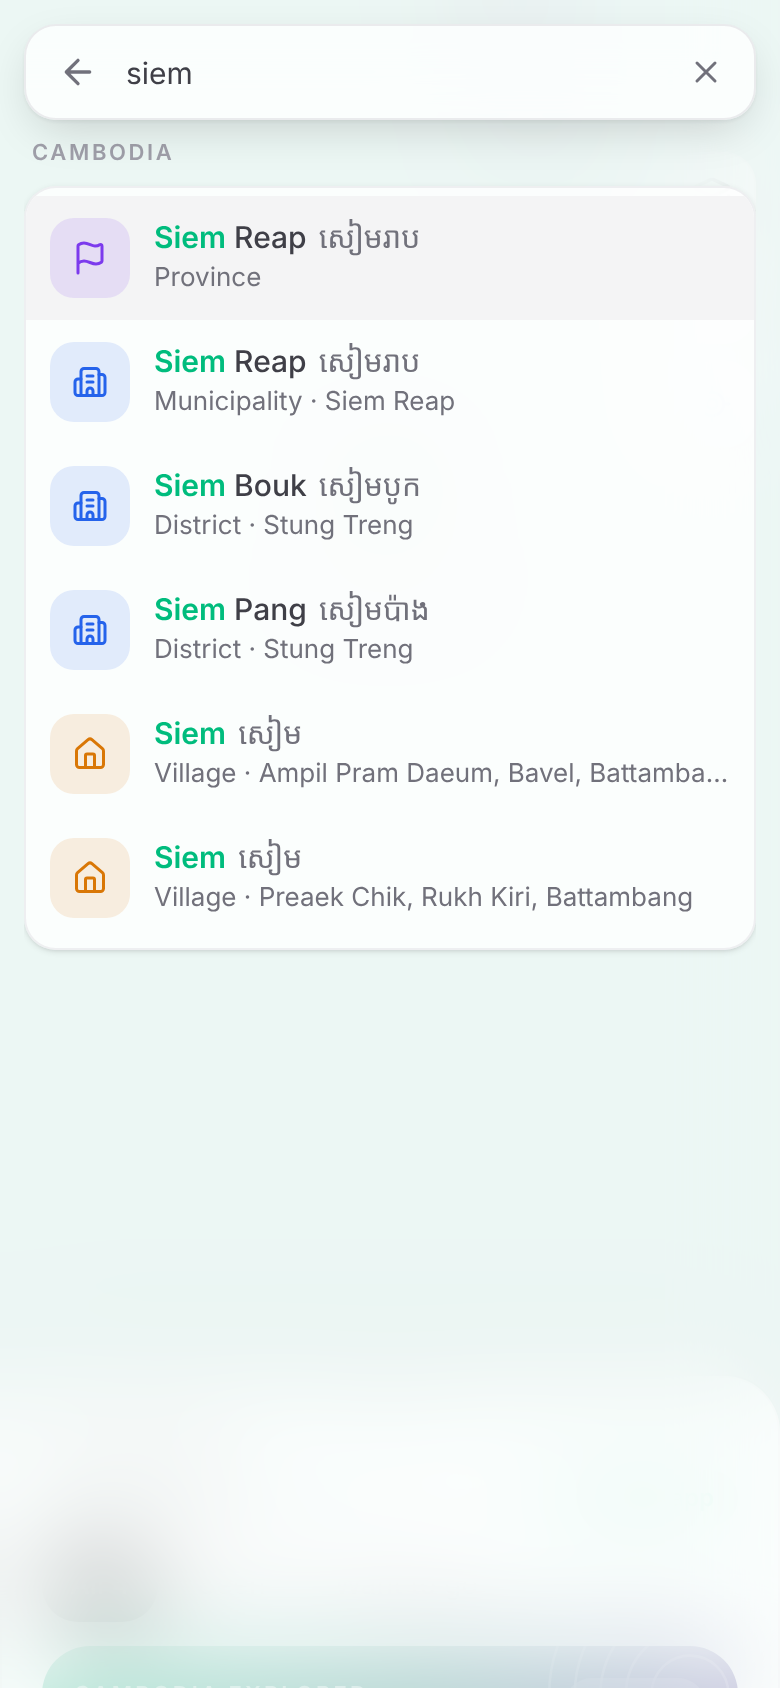 siem
CAMBODIA
Siem Reap សៀមរាប
Province
Siem Reap សៀមរាប
Municipality · Siem Reap
Siem Bouk សៀមបូក
District · Stung Treng
Siem Pang សៀមប៉ាង
District · Stung Treng
Siem សៀម
Village · Ampil Pram Daeum, Bavel, Battamba...
Siem សៀម
Village · Preaek Chik, Rukh Kiri, Battambang